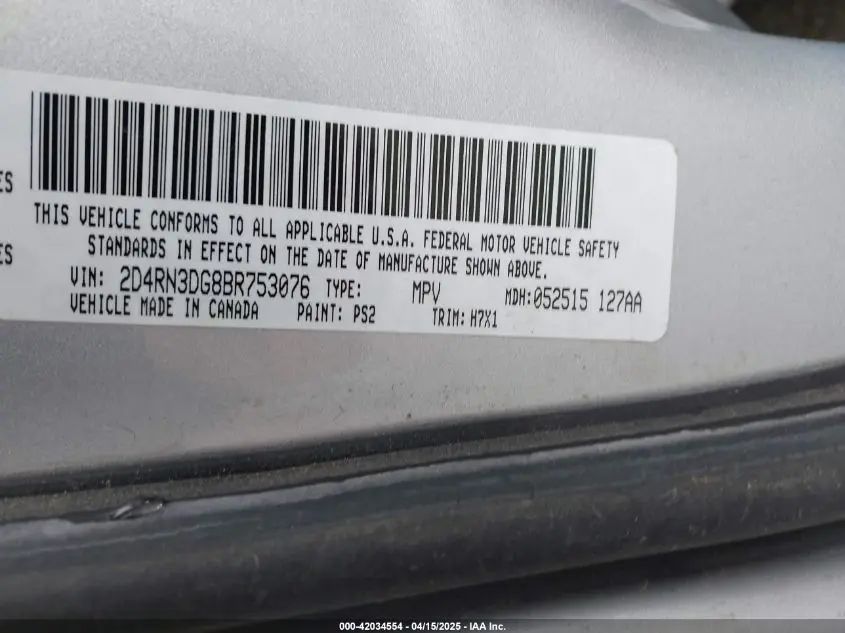 ES
THIS VEHICLE CONFORMS TO ALL APPLICABLE U.S.A. FEDERAL MOTOR VEHICLE SAFETY
STANDARDS IN EFFECT ON THE DATE OF MANUFACTURE SHOWN ABOVE.
ES
VIN: 2D4RN3DG8BR753076 TYPE: MPV MDH:052515 127AA
VEHICLE MADE IN CANADA PAINT: PS2 TRIM: H7X1
000-42034554 - 04/15/2025 - IAA Inc.